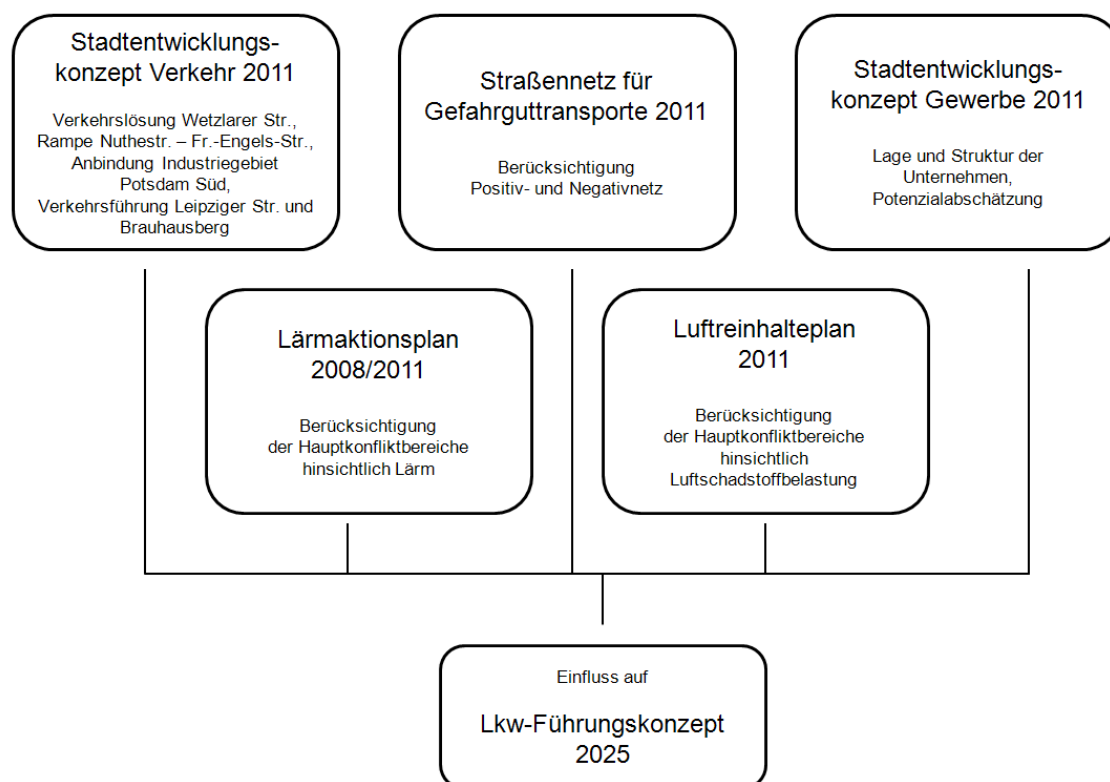 Stadtentwicklungs-
konzept Verkehr 2011
Verkehrslösung Wetzlarer Str.,
Rampe Nuthestr. – Fr.-Engels-Str.,
Anbindung Industriegebiet
Potsdam Süd,
Verkehrsführung Leipziger Str. und
Brauhausberg
Straßennetz für
Gefahrguttransporte 2011
Berücksichtigung
Positiv- und Negativnetz
Stadtentwicklungs-
konzept Gewerbe 2011
Lage und Struktur der
Unternehmen,
Potenzialabschätzung
Lärmaktionsplan
2008/2011
Berücksichtigung
der Hauptkonfliktbereiche
hinsichtlich Lärm
Luftreinhalteplan
2011
Berücksichtigung
der Hauptkonfliktbereiche
hinsichtlich
Luftschadstoffbelastung
Einfluss auf
Lkw-Führungskonzept
2025